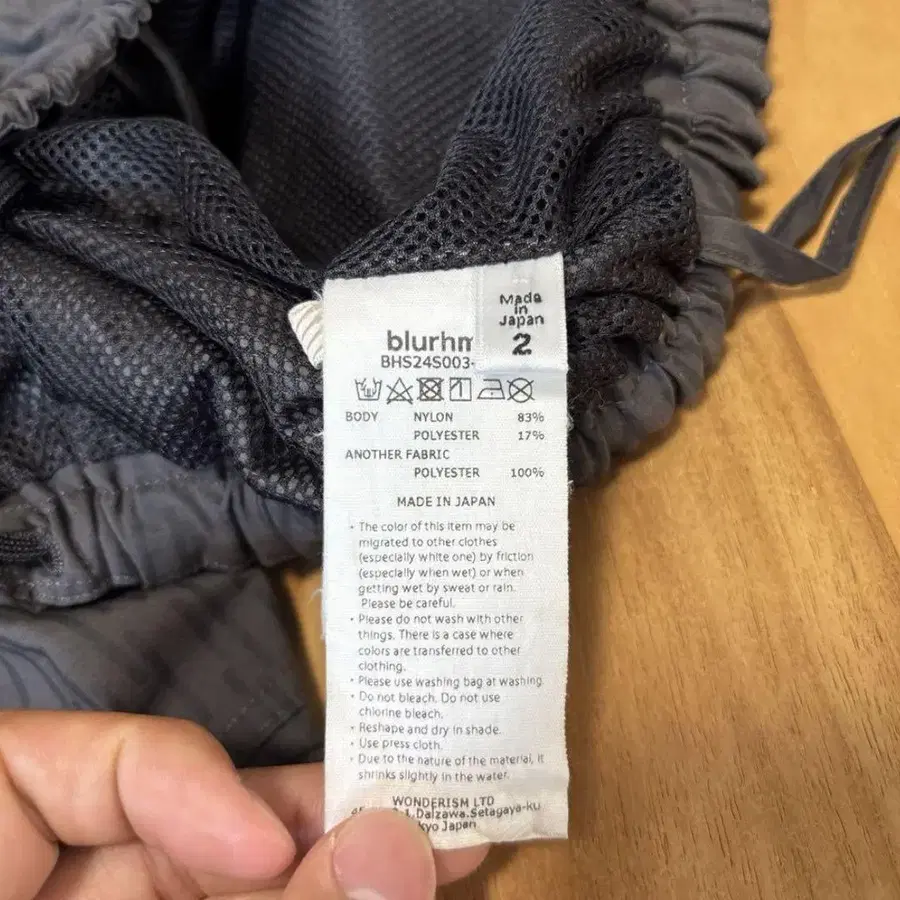 Made
in
Japan
2
blurhm
BHS24S003-
BODY NYLON 83%
POLYESTER 17%
ANOTHER FABRIC
POLYESTER 100%
MADE IN JAPAN
・The color of this item may be
migrated to other clothes
(especially white one) by friction
(especially when wet) or when
getting wet by sweat or rain.
Please be careful.
・Please do not wash with other
things. There is a case where
colors are transferred to other
clothing.
・Please use washing bag at washing.
・Do not bleach. Do not use
chlorine bleach.
・Reshape and dry in shade.
・Use press cloth.
・Due to the nature of the material, it
shrinks slightly in the water.
WONDERISM LTD
Daizawa.Setagaya-ku
Japan